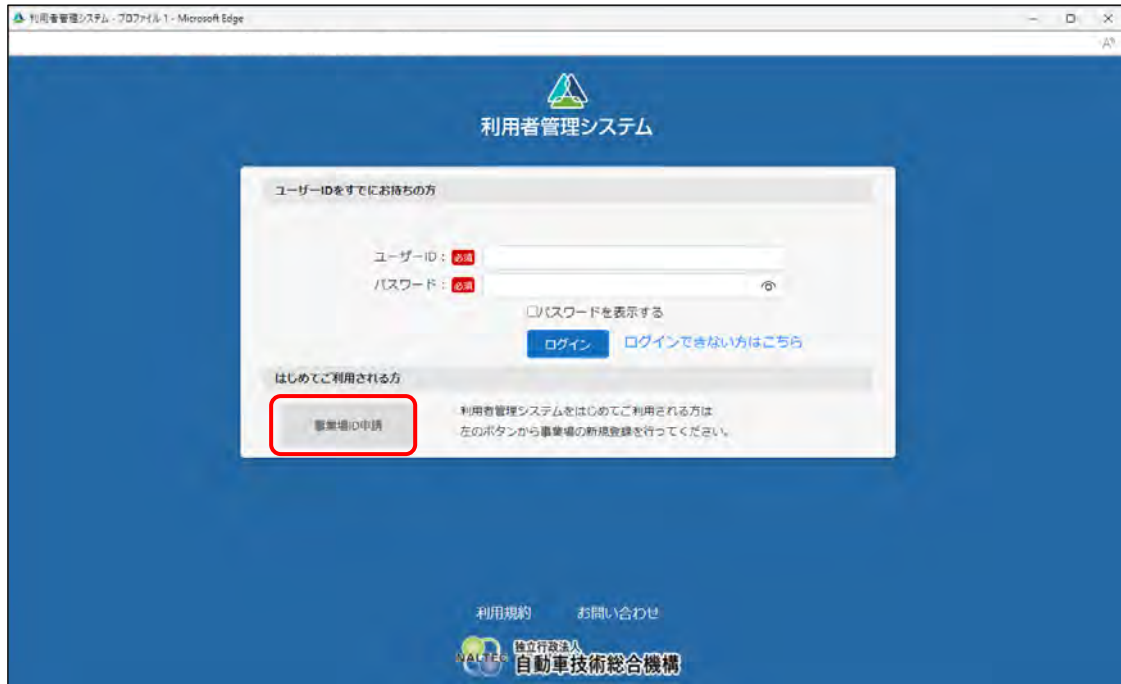 利用者管理システム - プロファイル 1 - Microsoft Edge
利用者管理システム
ユーザーIDをすでにお持ちの方
ユーザーID： 必須
パスワード： 必須
パスワードを表示する
ログイン ログインできない方はこちら
はじめてご利用される方
事業場ID申請
利用者管理システムをはじめてご利用される方は
左のボタンから事業場の新規登録を行ってください。
利用規約 お問い合わせ
NALTEC 独立行政法人
自動車技術総合機構